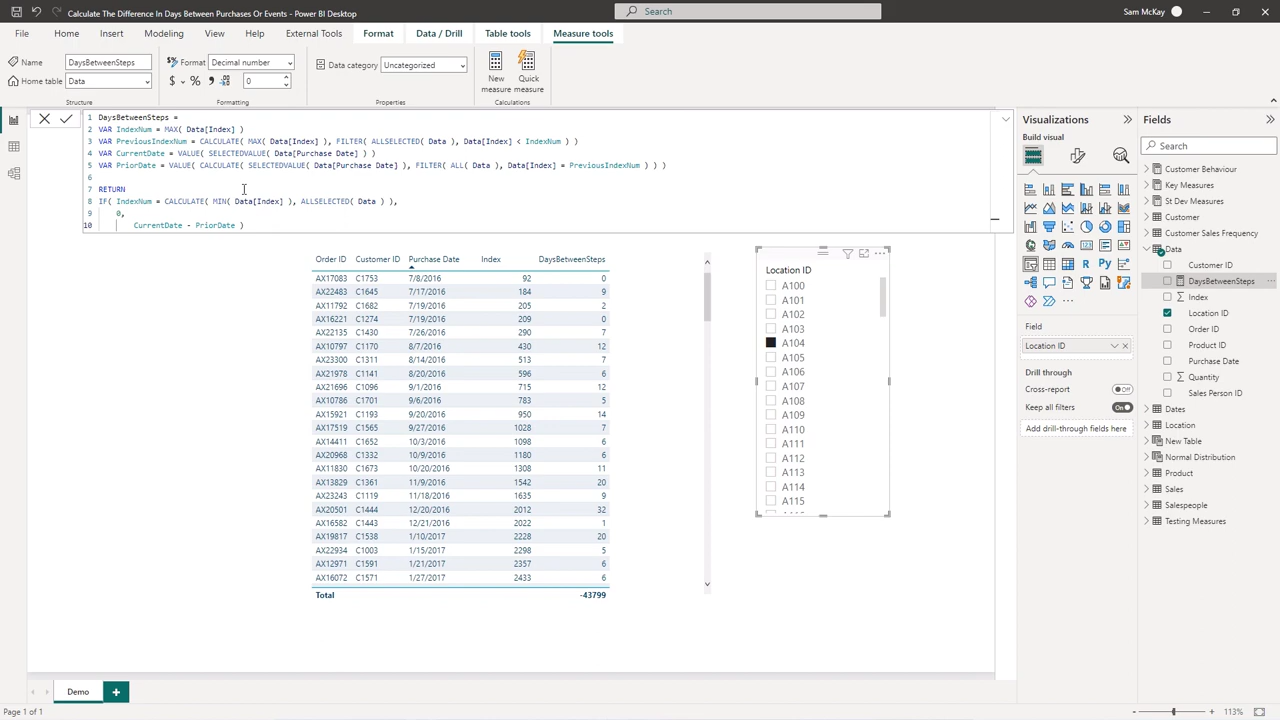 Calculate The Difference In Days Between Purchases Or Events - Power BI Desktop
Search
Sam McKay
File Home Insert Modeling View Help External Tools Format Data / Drill Table tools Measure tools
Name DaysBetweenSteps
Home table Data
Structure
Format Decimal number
$ % 0
Formatting
Data category Uncategorized
Properties
New measure
Quick measure
Calculations
1 DaysBetweenSteps =
2 VAR IndexNum = MAX( Data[Index] )
3 VAR PreviousIndexNum = CALCULATE( MAX( Data[Index] ), FILTER( ALLSELECTED( Data ), Data[Index] < IndexNum ) )
4 VAR CurrentDate = VALUE( SELECTEDVALUE( Data[Purchase Date] ) )
5 VAR PriorDate = VALUE( CALCULATE( SELECTEDVALUE( Data[Purchase Date] ), FILTER( ALL( Data ), Data[Index] = PreviousIndexNum ) ) )
6
7 RETURN
8 IF( IndexNum = CALCULATE( MIN( Data[Index] ), ALLSELECTED( Data ) ),
9 0,
10 CurrentDate - PriorDate )
Order ID Customer ID Purchase Date Index DaysBetweenSteps
AX17083 C1753 7/8/2016 92 0
AX22483 C1645 7/17/2016 184 9
AX11792 C1682 7/19/2016 205 2
AX16221 C1274 7/19/2016 209 0
AX22135 C1430 7/26/2016 290 7
AX10797 C1170 8/7/2016 430 12
AX23300 C1311 8/14/2016 513 7
AX21978 C1141 8/20/2016 596 6
AX21696 C1096 9/1/2016 715 12
AX10786 C1701 9/6/2016 783 5
AX15921 C1193 9/20/2016 950 14
AX17519 C1565 9/27/2016 1028 7
AX14411 C1652 10/3/2016 1098 6
AX20968 C1332 10/9/2016 1180 6
AX11830 C1673 10/20/2016 1308 11
AX13829 C1361 11/9/2016 1542 20
AX23243 C1119 11/18/2016 1635 9
AX20501 C1444 12/20/2016 2012 32
AX16582 C1443 12/21/2016 2022 1
AX19817 C1538 1/10/2017 2228 20
AX22934 C1003 1/15/2017 2298 5
AX12971 C1591 1/21/2017 2357 6
AX16072 C1571 1/27/2017 2433 6
Total -43799
Location ID
A100
A101
A102
A103
A104
A105
A106
A107
A108
A109
A110
A111
A112
A113
A114
A115
Visualizations
Build visual
R Py
Field
Location ID
Drill through
Cross-report Off
Keep all filters On
Add drill-through fields here
Fields
Search
Customer Behaviour
Key Measures
St Dev Measures
Customer
Customer Sales Frequency
Data
Customer ID
DaysBetweenSteps
Index
Location ID
Order ID
Product ID
Purchase Date
Quantity
Sales Person ID
Dates
Location
New Table
Normal Distribution
Product
Sales
Salespeople
Testing Measures
Demo
Page 1 of 1
113%